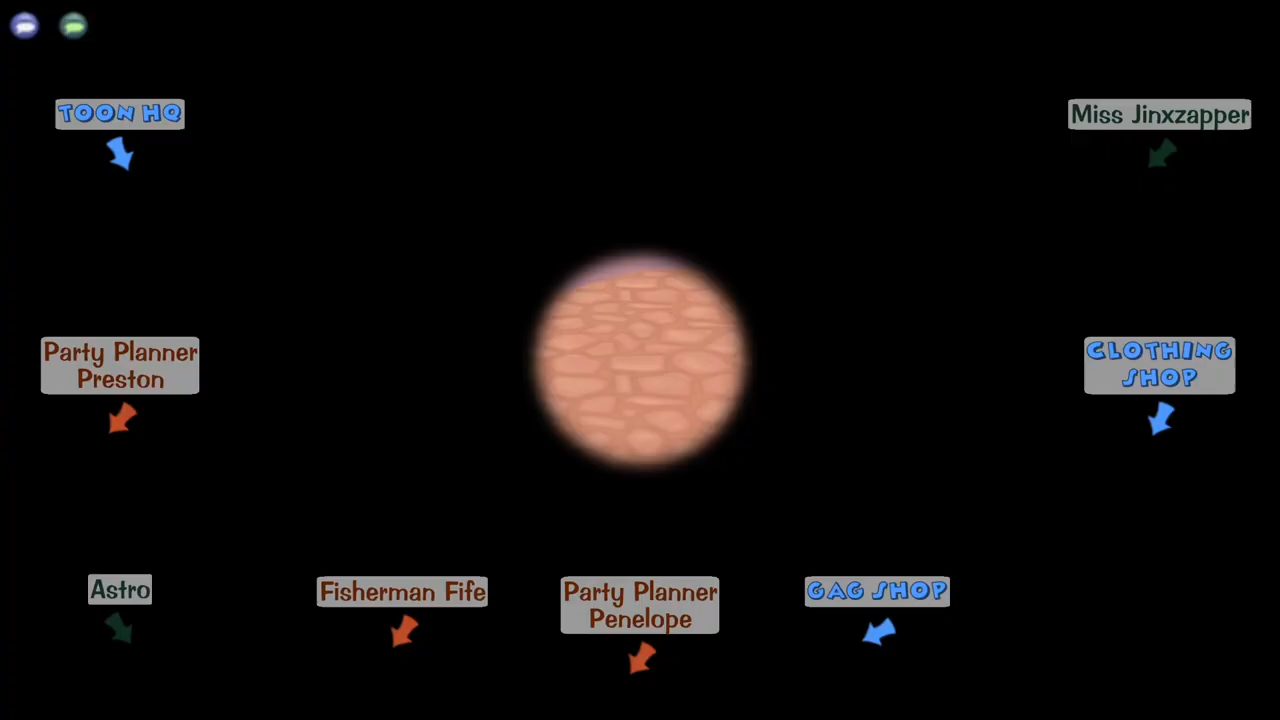 TOON HQ
Miss Jinxzapper
Party Planner
Preston
CLOTHING
SHOP
Astro
Fisherman Fife
Party Planner
Penelope
GAG SHOP